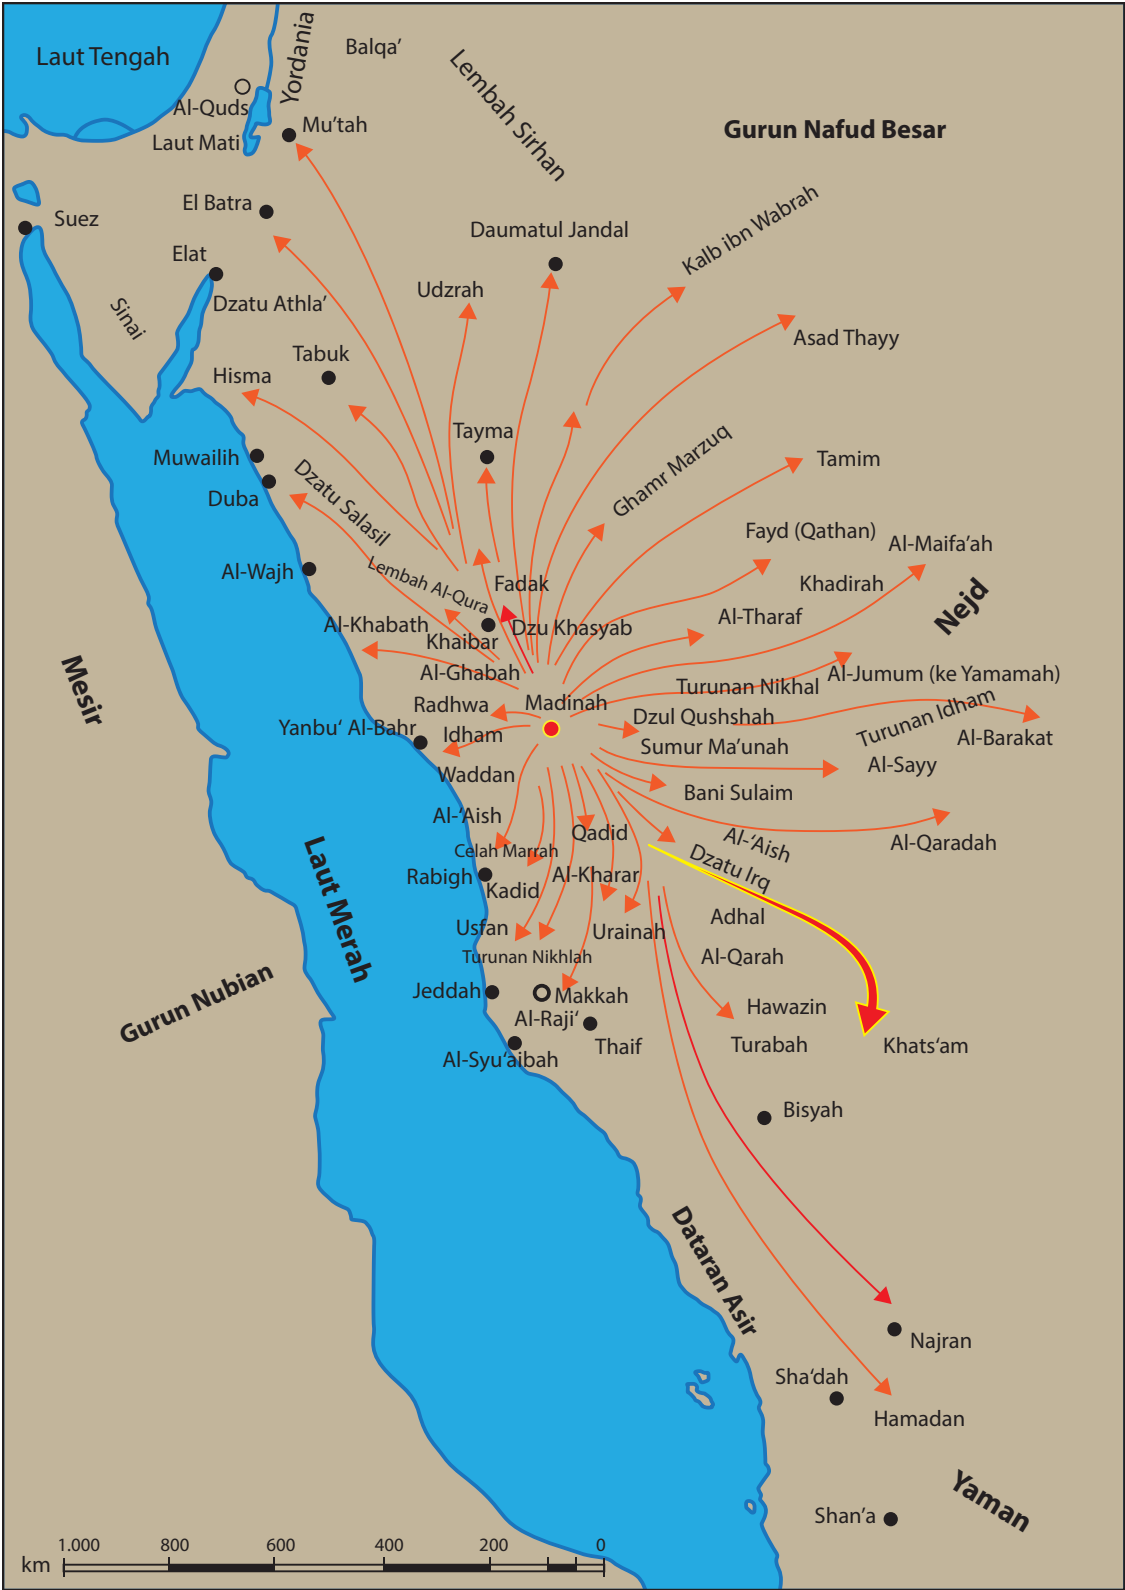 Laut Tengah
Yordania
Balqa’
Lembah Sirhan
Gurun Nafud Besar
Al-Quds
Laut Mati
Mu’tah
El Batra
Suez
Elat
Sinai
Dzatu Athla’
Daumatul Jandal
Kalb ibn Wabrah
Udzrah
Asad Thayy
Tabuk
Hisma
Tayma
Ghamr Marzuq
Tamim
Muwailih
Duba
Dzatu Salasil
Fayd (Qathan)
Al-Maifa’ah
Al-Wajh
Lembah Al-Qura
Fadak
Khadirah
Nejd
Al-Khabath
Khaibar
Dzu Khasyab
Al-Tharaf
Al-Ghabah
Turunan Nikhal
Al-Jumum (ke Yamamah)
Mesir
Radhwa
Madinah
Dzul Qushshah
Turunan Idham
Yanbu‘ Al-Bahr
Idham
Sumur Ma’unah
Al-Barakat
Waddan
Al-Sayy
Bani Sulaim
Al-‘Aish
Qadid
Al-‘Aish
Al-Qaradah
Celah Marrah
Dzatu Irq
Rabigh
Kadid
Al-Kharar
Laut Merah
Adhal
Usfan
Urainah
Turunan Nikhlah
Al-Qarah
Gurun Nubian
Jeddah
Makkah
Hawazin
Al-Raji‘
Thaif
Turabah
Khats‘am
Al-Syu‘aibah
Bisyah
Dataran Asir
Najran
Sha‘dah
Hamadan
Yaman
Shan’a
1.000 800 600 400 200 0
km